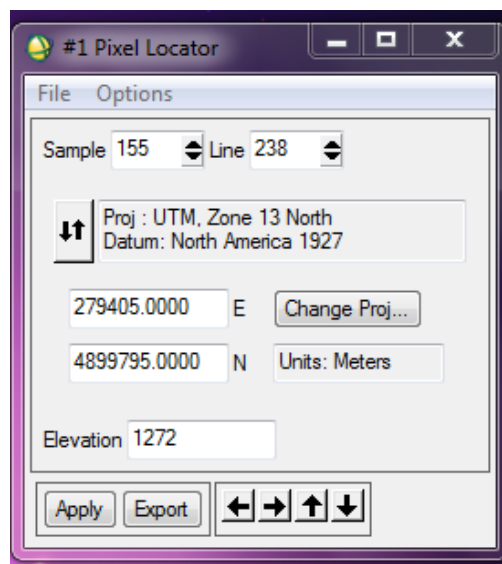 #1 Pixel Locator
File Options
Sample 155 Line 238
Proj : UTM, Zone 13 North
Datum: North America 1927
279405.0000 E Change Proj...
4899795.0000 N Units: Meters
Elevation 1272
Apply Export